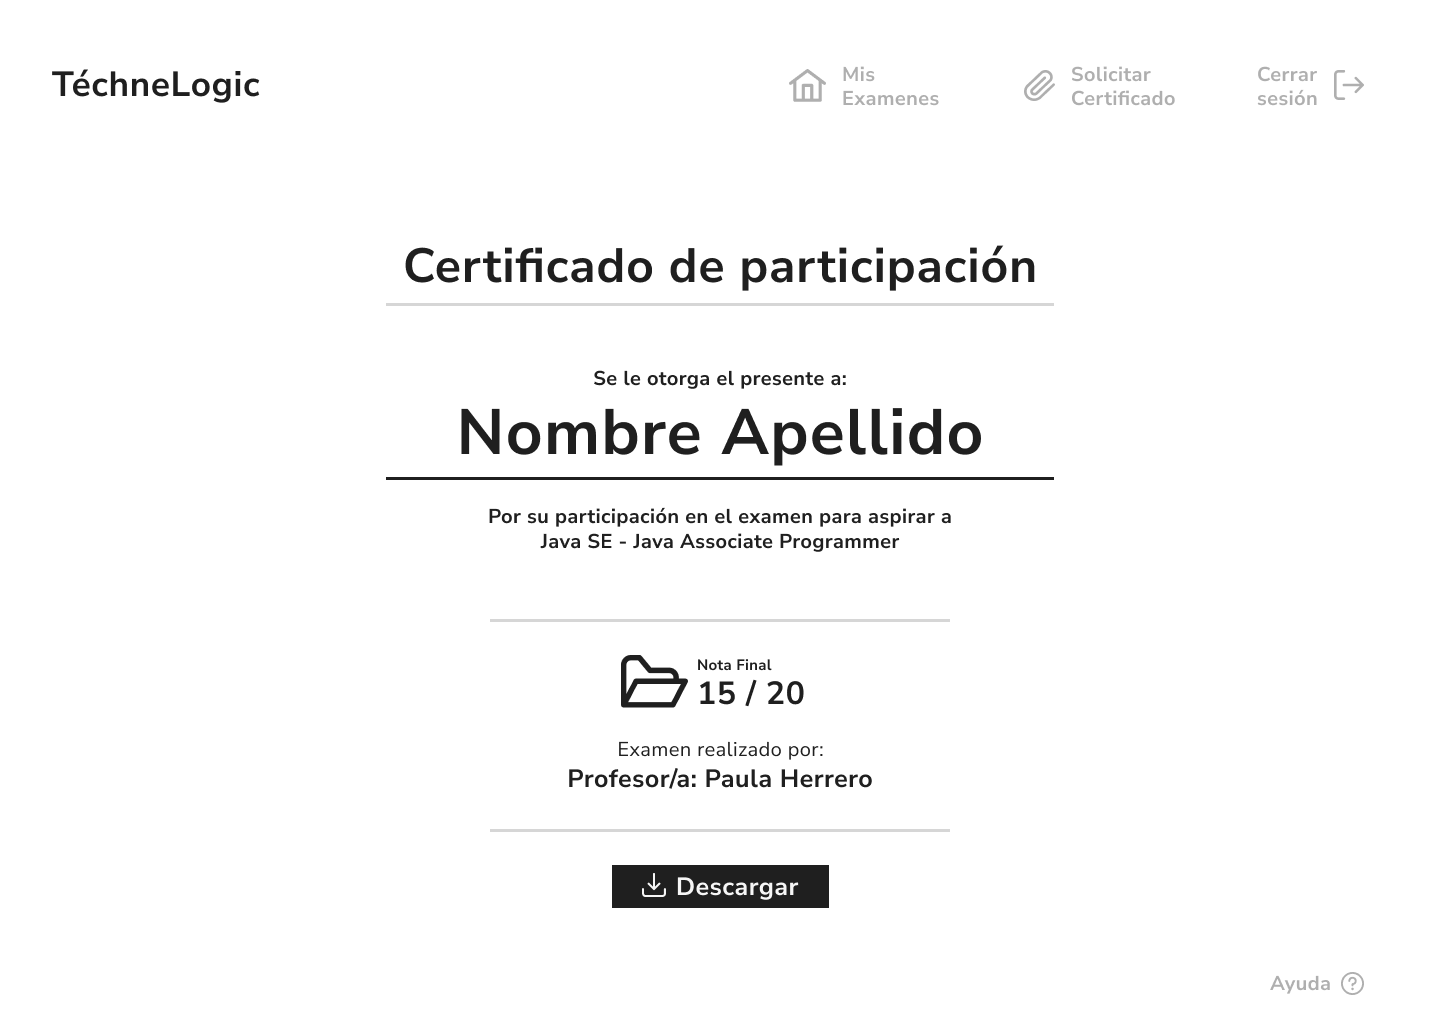 TéchneLogic
Mis
Examenes
Solicitar
Certificado
Cerrar
sesión
Certificado de participación
Se le otorga el presente a:
Nombre Apellido
Por su participación en el examen para aspirar a
Java SE - Java Associate Programmer
Nota Final
15 / 20
Examen realizado por:
Profesor/a: Paula Herrero
Descargar
Ayuda